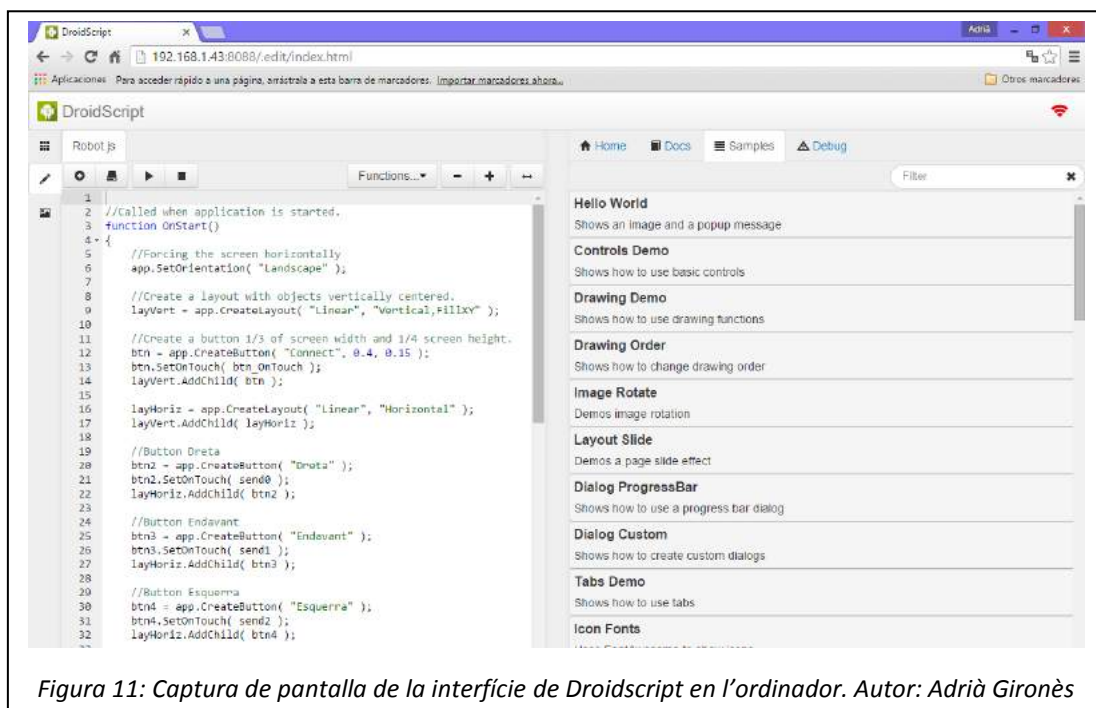 DroidScript
Adrià
192.168.1.43:8088/.edit/index.html
Aplicaciones Para acceder rápido a una página, arrástrala a esta barra de marcadores. Importar marcadores ahora...
Otros marcadores
DroidScript
Robot.js
Home Docs Samples Debug
Functions...
Filter
1
2 //Called when application is started.
3 function OnStart()
4 {
5 //Forcing the screen horizontally
6 app.SetOrientation( "Landscape" );
7
8 //Create a layout with objects vertically centered.
9 layVert = app.CreateLayout( "Linear", "Vertical,FillXY" );
10
11 //Create a button 1/3 of screen width and 1/4 screen height.
12 btn = app.CreateButton( "Connect", 0.4, 0.15 );
13 btn.SetOnTouch( btn_OnTouch );
14 layVert.AddChild( btn );
15
16 layHoriz = app.CreateLayout( "Linear", "Horizontal" );
17 layVert.AddChild( layHoriz );
18
19 //Button Dreta
20 btn2 = app.CreateButton( "Dreta" );
21 btn2.SetOnTouch( send0 );
22 layHoriz.AddChild( btn2 );
23
24 //Button Endavant
25 btn3 = app.CreateButton( "Endavant" );
26 btn3.SetOnTouch( send1 );
27 layHoriz.AddChild( btn3 );
28
29 //Button Esquerra
30 btn4 = app.CreateButton( "Esquerra" );
31 btn4.SetOnTouch( send2 );
32 layHoriz.AddChild( btn4 );
Hello World
Shows an image and a popup message
Controls Demo
Shows how to use basic controls
Drawing Demo
Shows how to use drawing functions
Drawing Order
Shows how to change drawing order
Image Rotate
Demos image rotation
Layout Slide
Demos a page slide effect
Dialog ProgressBar
Shows how to use a progress bar dialog
Dialog Custom
Shows how to create custom dialogs
Tabs Demo
Shows how to use tabs
Icon Fonts
Figura 11: Captura de pantalla de la interfície de Droidscript en l'ordinador. Autor: Adrià Gironès